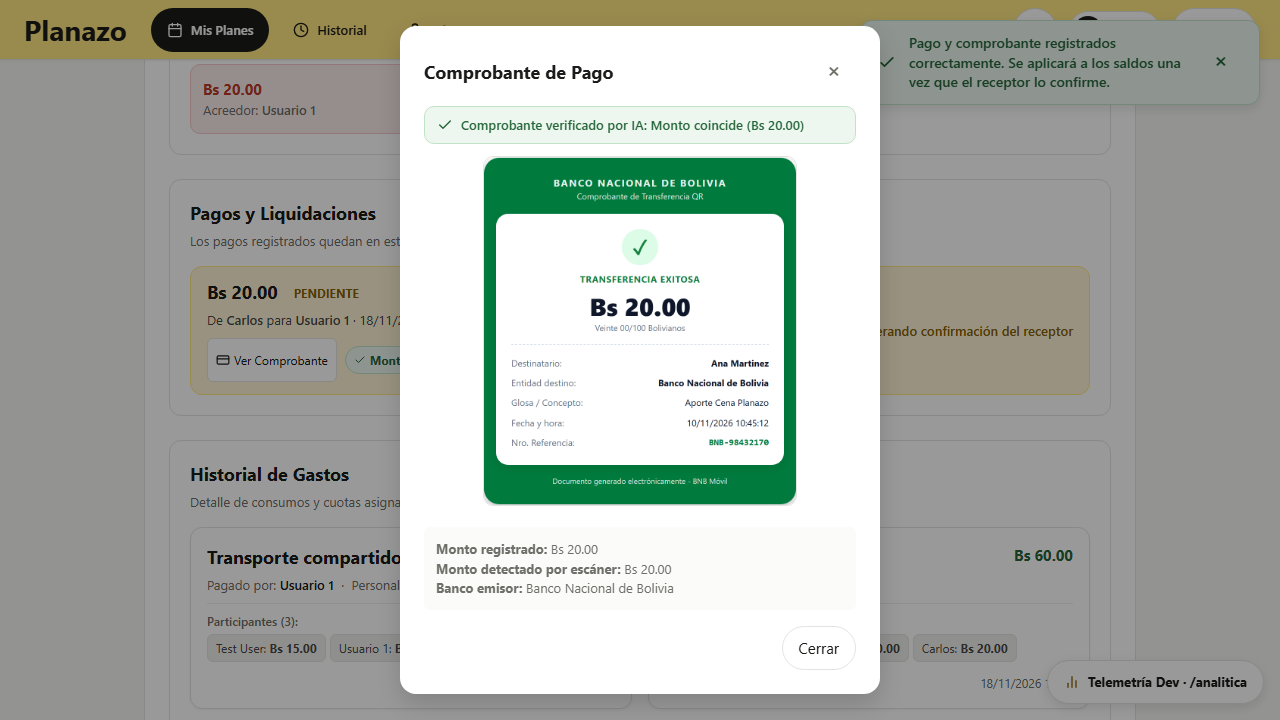 Planazo
Mis Planes
Historial
Pago y comprobante registrados
correctamente. Se aplicará a los saldos una
vez que el receptor lo confirme.
Bs 20.00
Acreedor: Usuario 1
Pagos y Liquidaciones
Los pagos registrados quedan en est
Bs 20.00 PENDIENTE
De Carlos para Usuario 1 · 18/11/2
Ver Comprobante
Mont
rando confirmación del receptor
Historial de Gastos
Detalle de consumos y cuotas asigna
Transporte compartido
Bs 60.00
Pagado por: Usuario 1 · Personal
Participantes (3):
Test User: Bs 15.00
Usuario 1:
Carlos: Bs 20.00
18/11/2026
Telemetría Dev · /analitica
Comprobante de Pago
Comprobante verificado por IA: Monto coincide (Bs 20.00)
BANCO NACIONAL DE BOLIVIA
Comprobante de Transferencia QR
TRANSFERENCIA EXITOSA
Bs 20.00
Veinte 00/100 Bolivianos
Destinatario: Ana Martinez
Entidad destino: Banco Nacional de Bolivia
Glosa / Concepto: Aporte Cena Planazo
Fecha y hora: 10/11/2026 10:45:12
Nro. Referencia: BNB-98432170
Documento generado electrónicamente · BNB Móvil
Monto registrado: Bs 20.00
Monto detectado por escáner: Bs 20.00
Banco emisor: Banco Nacional de Bolivia
Cerrar